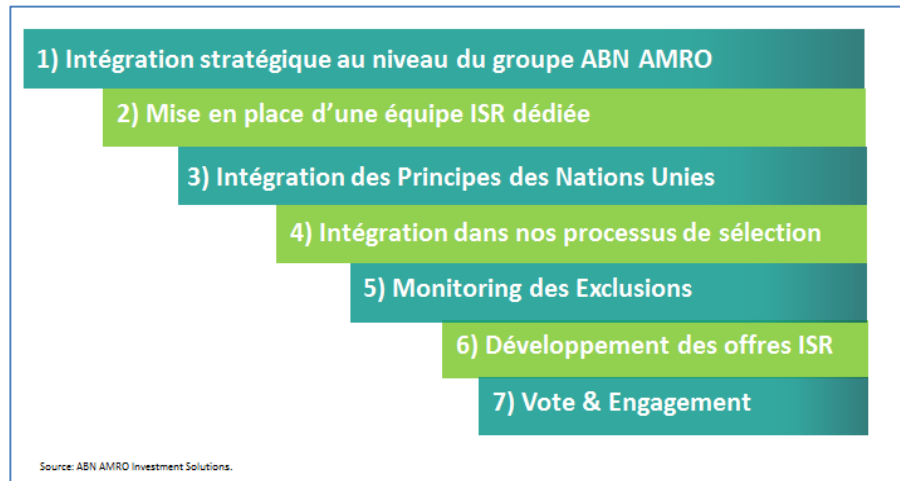 1) Intégration stratégique au niveau du groupe ABN AMRO
2) Mise en place d’une équipe ISR dédiée
3) Intégration des Principes des Nations Unies
4) Intégration dans nos processus de sélection
5) Monitoring des Exclusions
6) Développement des offres ISR
7) Vote & Engagement
Source: ABN AMRO Investment Solutions.